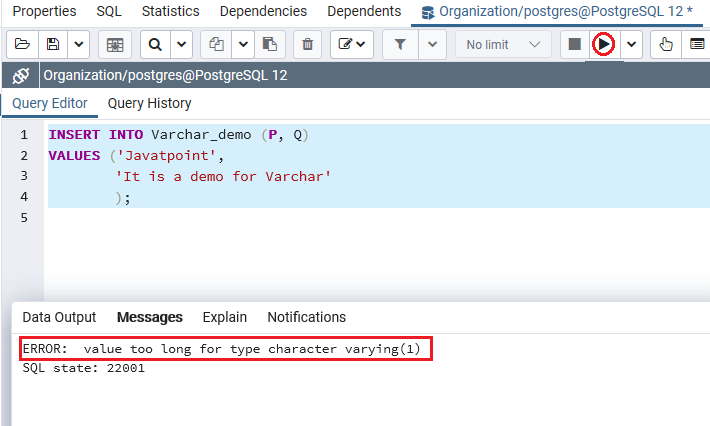 Properties SQL Statistics Dependencies Dependents Organization/postgres@PostgreSQL 12 *
No limit
Organization/postgres@PostgreSQL 12
Query Editor Query History
1 INSERT INTO Varchar_demo (P, Q)
2 VALUES ('Javatpoint',
3 'It is a demo for Varchar'
4 );
5
Data Output Messages Explain Notifications
ERROR:  value too long for type character varying(1)
SQL state: 22001